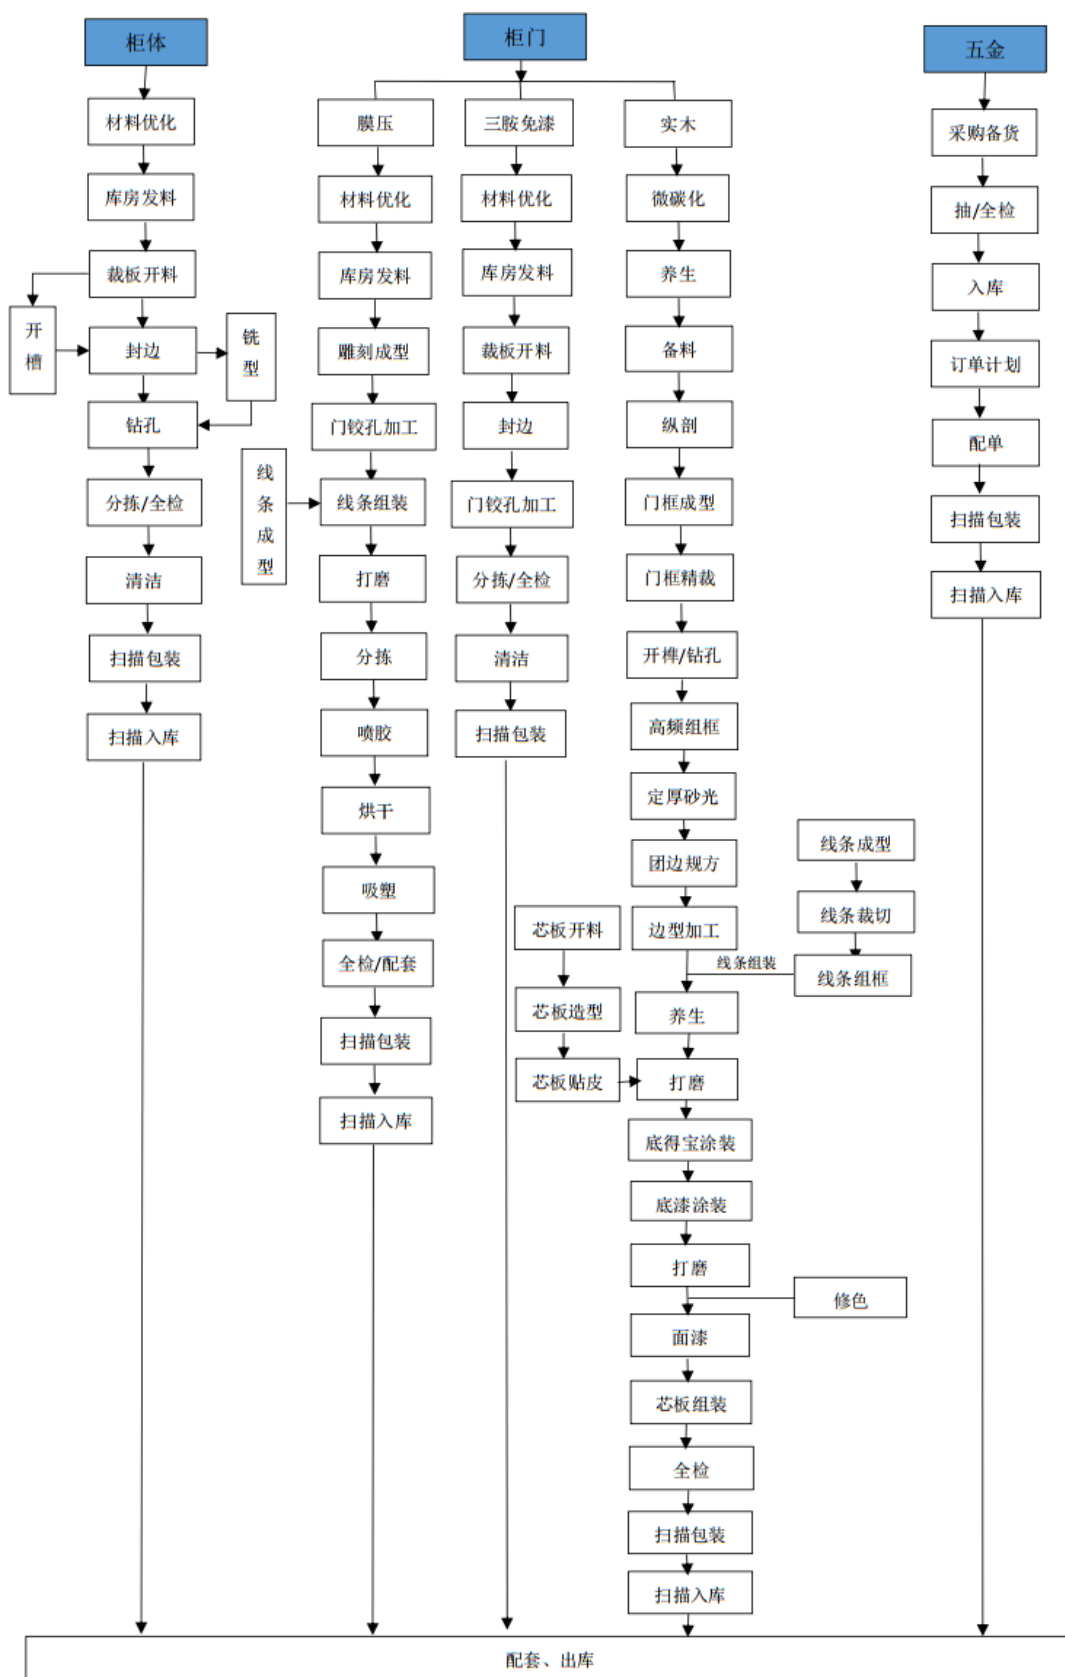 柜体
材料优化
库房发料
裁板开料
开
槽
封边
铣
型
钻孔
分拣/全检
清洁
扫描包装
扫描入库
柜门
膜压
材料优化
库房发料
雕刻成型
门铰孔加工
线
条
成
型
线条组装
打磨
分拣
喷胶
烘干
吸塑
全检/配套
扫描包装
扫描入库
三胺免漆
材料优化
库房发料
裁板开料
封边
门铰孔加工
分拣/全检
清洁
扫描包装
实木
微碳化
养生
备料
纵剖
门框成型
门框精裁
开榫/钻孔
高频组框
定厚砂光
团边规方
边型加工
线条成型
线条裁切
线条组框
线条组装
养生
芯板开料
芯板造型
芯板贴皮
打磨
底得宝涂装
底漆涂装
打磨
修色
面漆
芯板组装
全检
扫描包装
扫描入库
五金
采购备货
抽/全检
入库
订单计划
配单
扫描包装
扫描入库
配套、出库